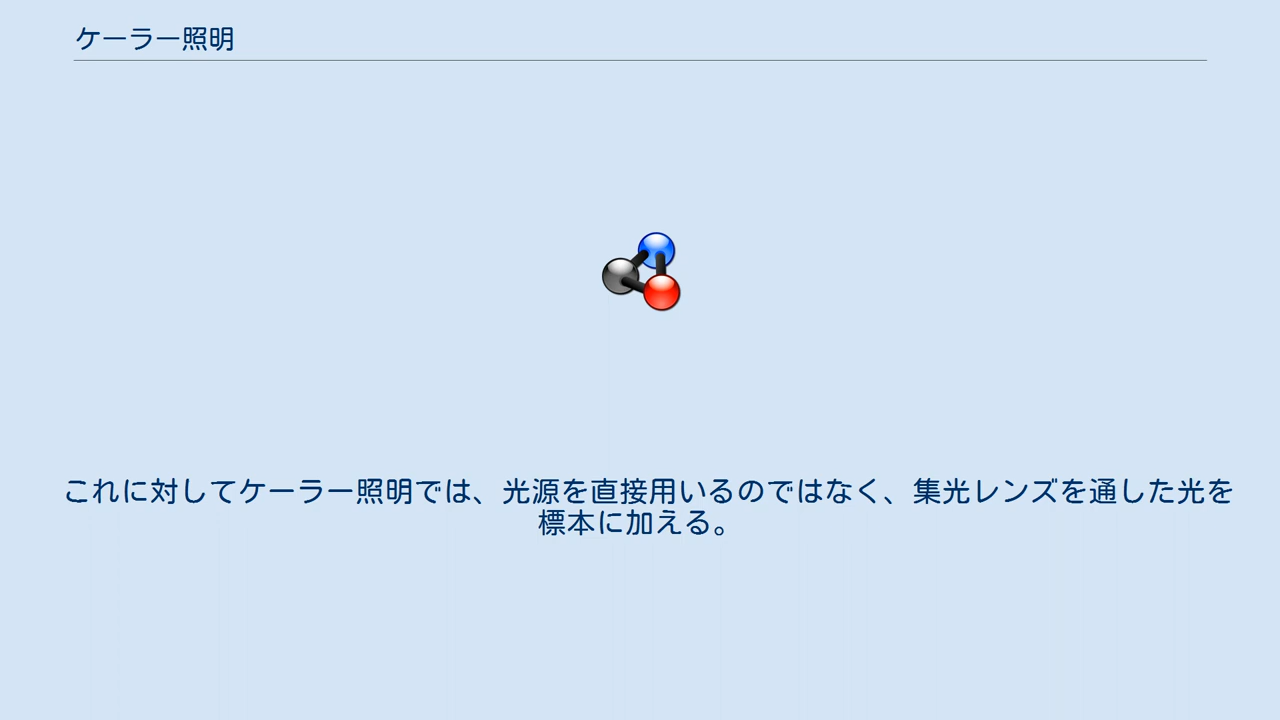 ケーラー照明
これに対してケーラー照明では、光源を直接用いるのではなく、集光レンズを通した光を
標本に加える。